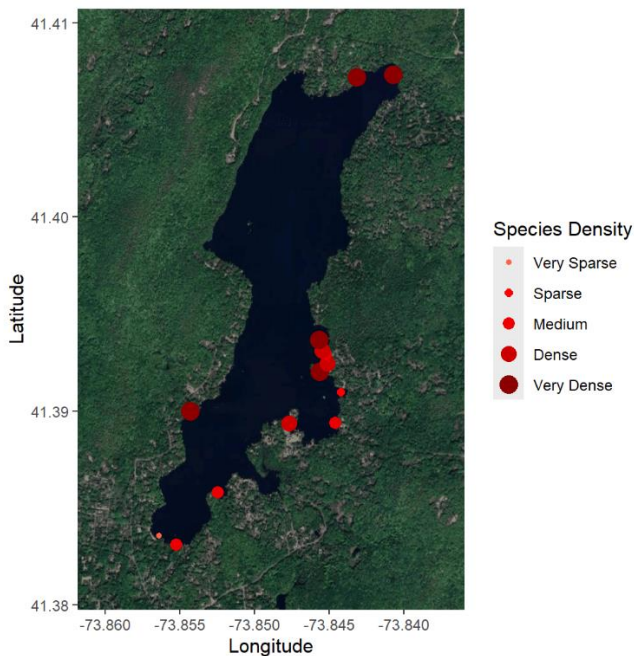 41.41
41.40
41.39
41.38
Latitude
-73.860 -73.855 -73.850 -73.845 -73.840
Longitude
Species Density
Very Sparse
Sparse
Medium
Dense
Very Dense